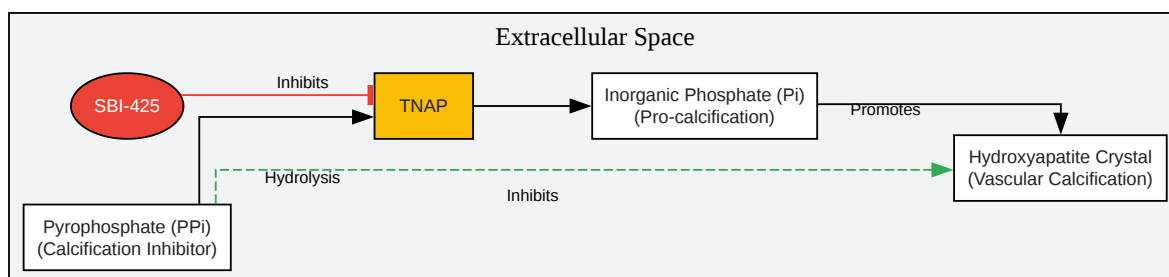 Extracellular Space
Inhibits
SBI-425
TNAP
Inorganic Phosphate (Pi)
(Pro-calcification)
Promotes
Hydroxyapatite Crystal
(Vascular Calcification)
Hydrolysis
Inhibits
Pyrophosphate (PPi)
(Calcification Inhibitor)